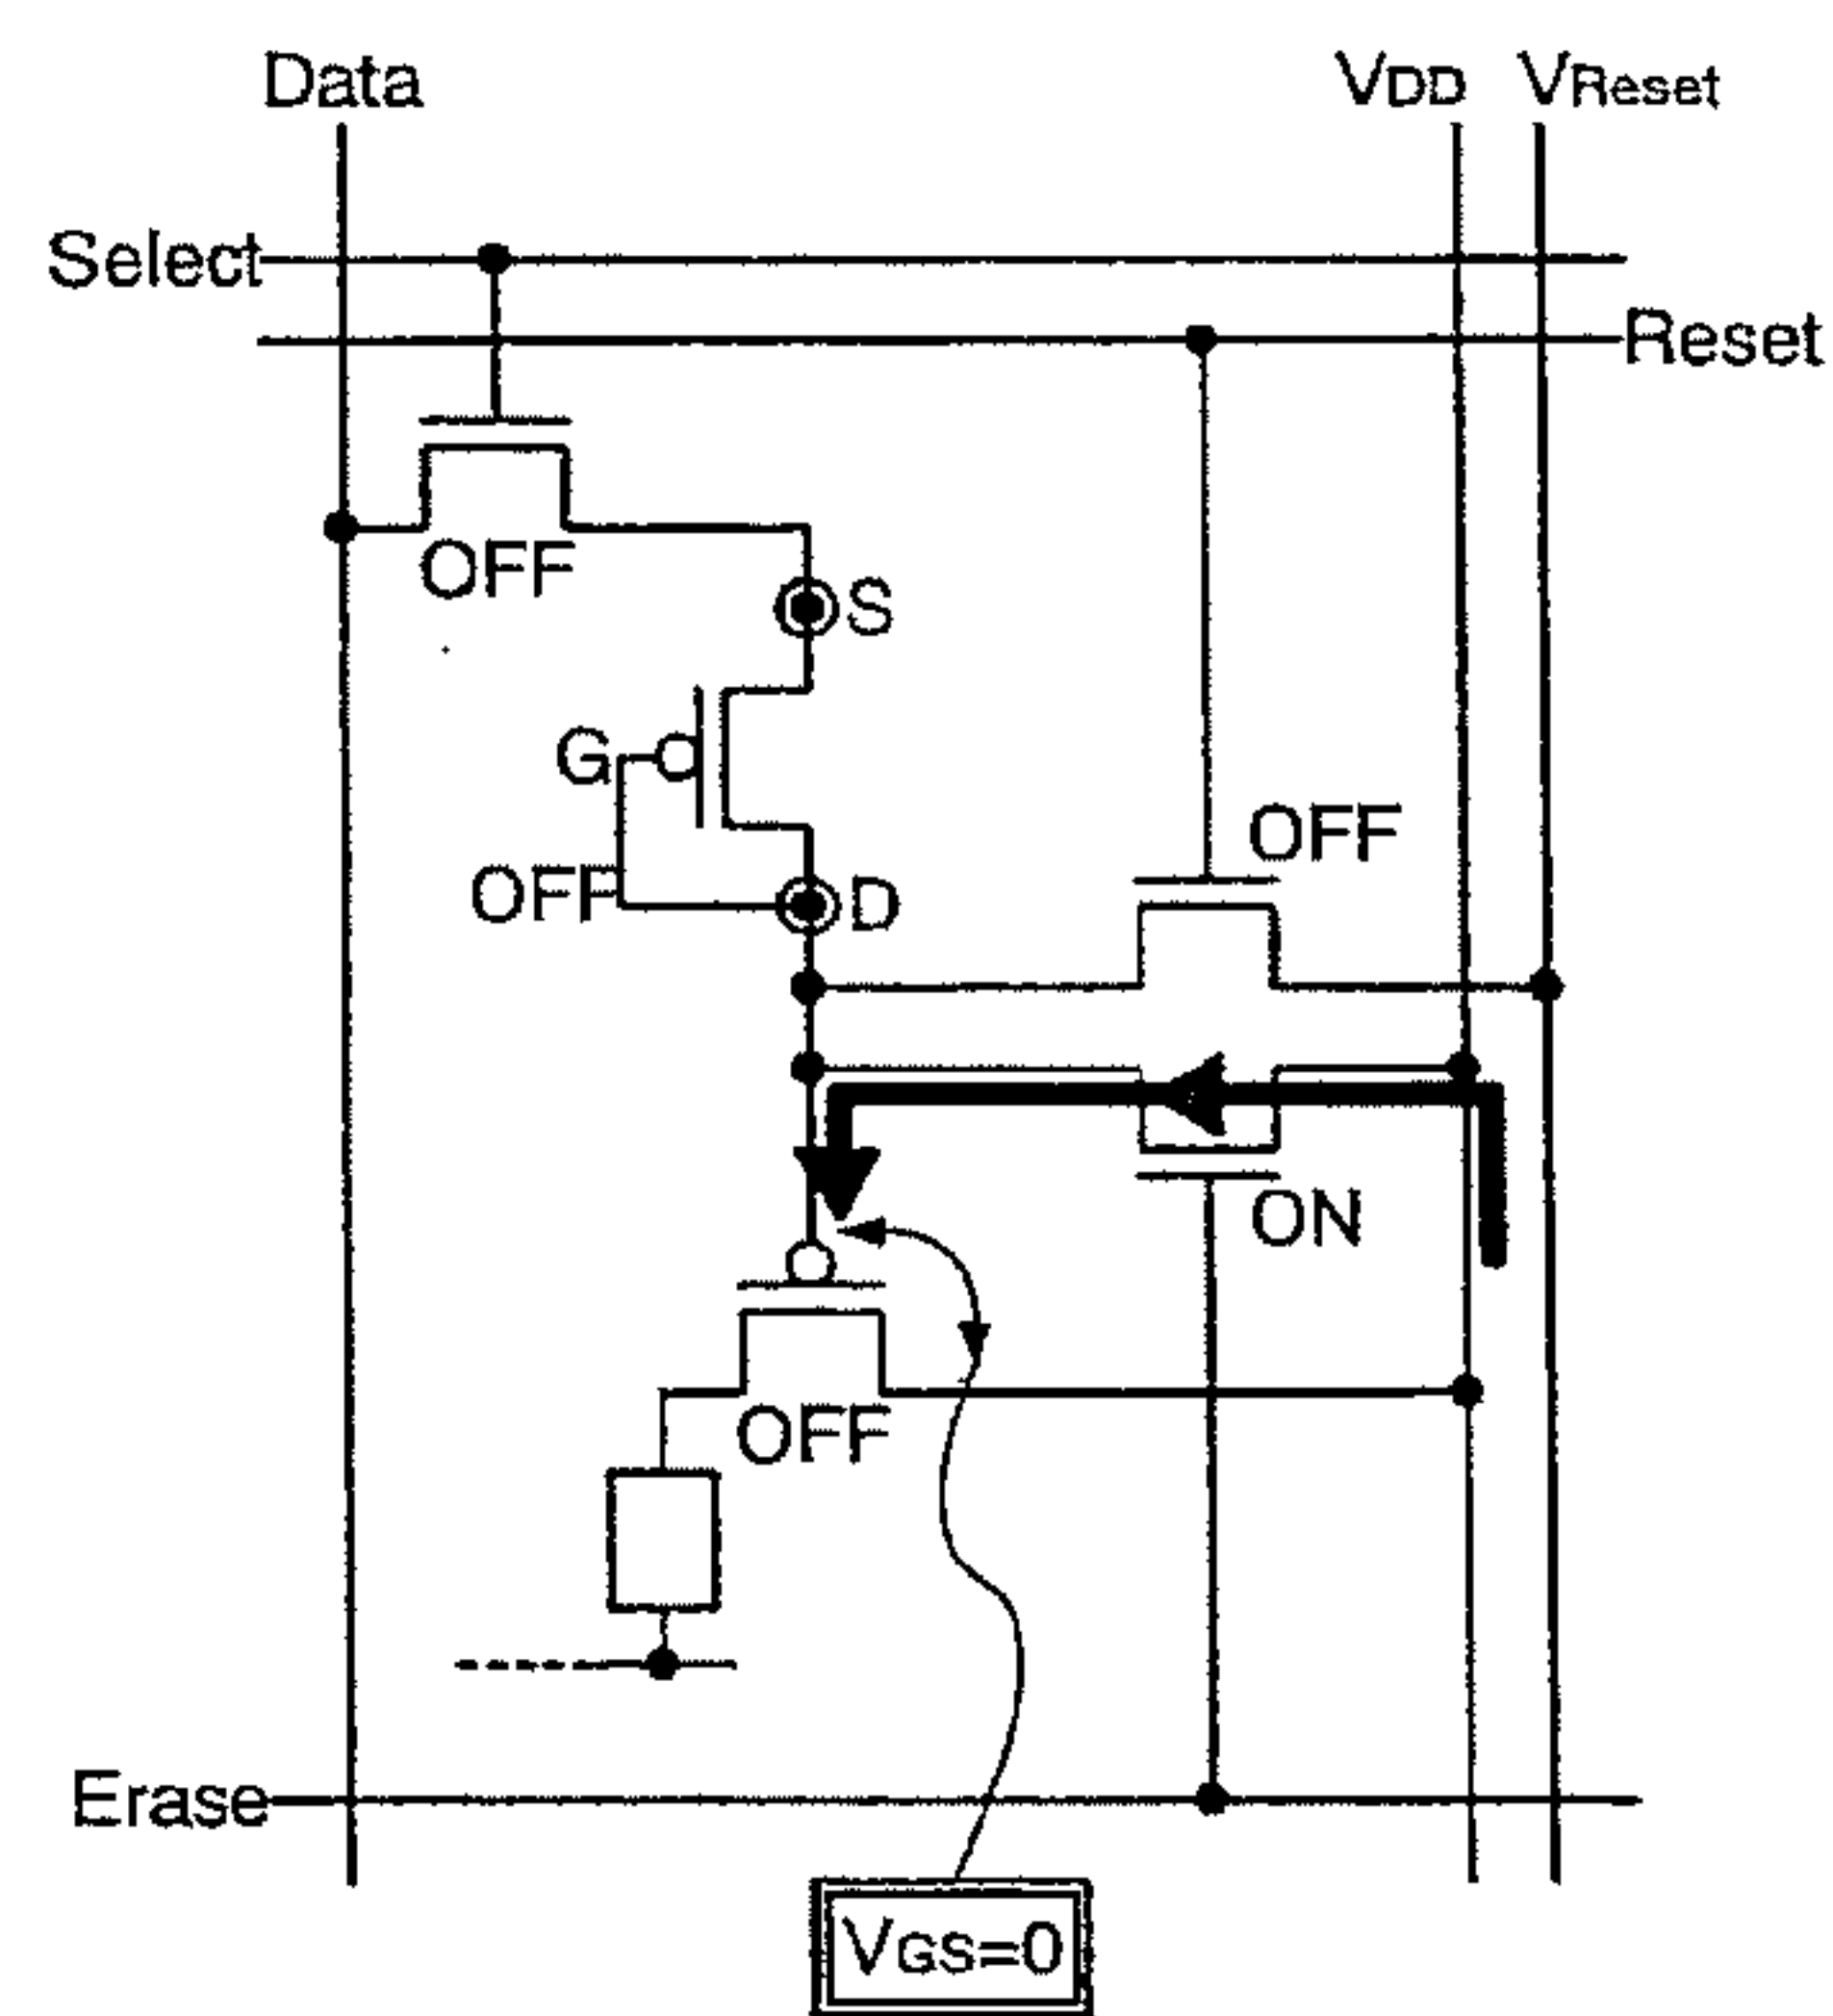 Data
VDD
VReset
Select
Reset
OFF
S
G
OFF
OFF
D
ON
OFF
Erase
VGS=0